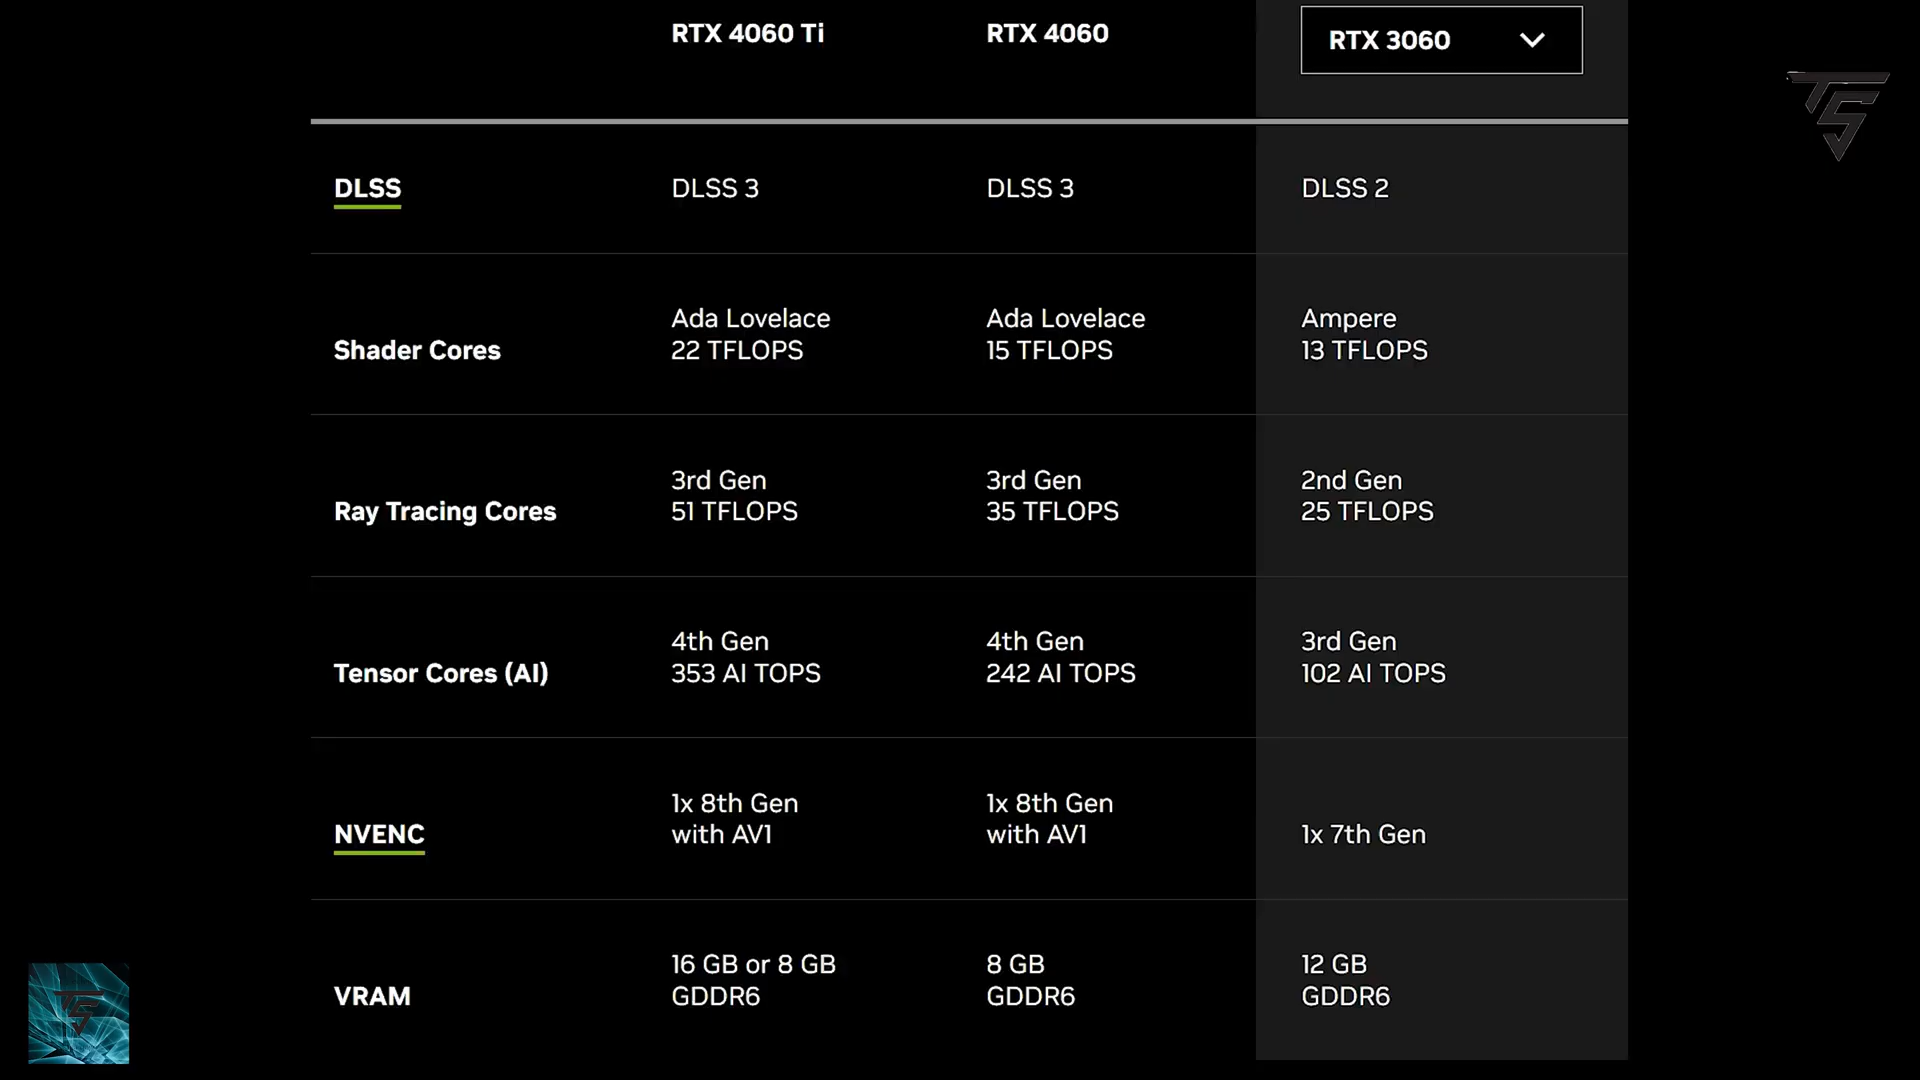 RTX 4060 Ti
RTX 4060
RTX 3060
DLSS
DLSS 3
DLSS 3
DLSS 2
Shader Cores
Ada Lovelace
22 TFLOPS
Ada Lovelace
15 TFLOPS
Ampere
13 TFLOPS
Ray Tracing Cores
3rd Gen
51 TFLOPS
3rd Gen
35 TFLOPS
2nd Gen
25 TFLOPS
Tensor Cores (AI)
4th Gen
353 AI TOPS
4th Gen
242 AI TOPS
3rd Gen
102 AI TOPS
NVENC
1x 8th Gen
with AV1
1x 8th Gen
with AV1
1x 7th Gen
VRAM
16 GB or 8 GB
GDDR6
8 GB
GDDR6
12 GB
GDDR6
TS
TS